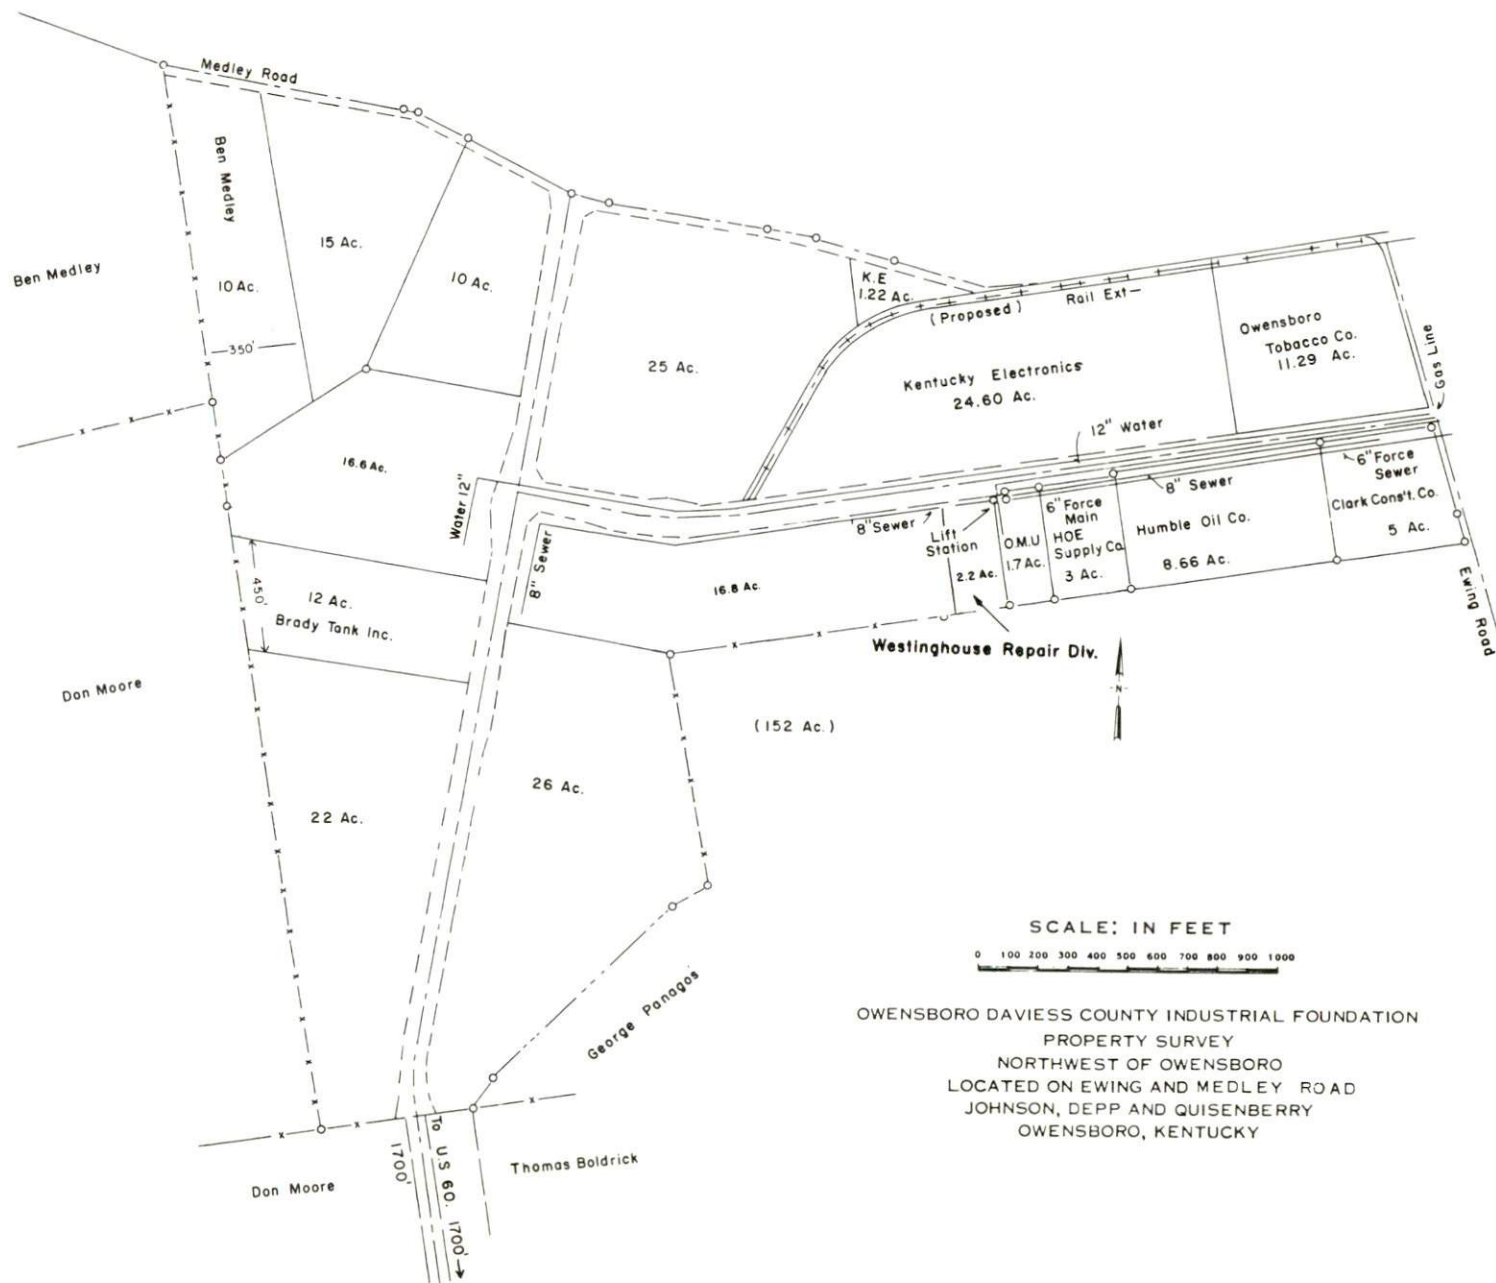 Medley Road
Ben Medley
Ben Medley
10 Ac.
350'
15 Ac.
10 Ac.
25 Ac.
K.E
1.22 Ac.
(Proposed)
Rail Ext—
Owensboro
Tobacco Co.
11.29 Ac.
Gas Line
Kentucky Electronics
24.60 Ac.
12" Water
16.6 Ac.
Water 12"
8" Sewer
8" Sewer
Lift
Station
O.M.U
1.7 Ac.
6" Force
Main
HOE
Supply Co.
3 Ac.
8" Sewer
Humble Oil Co.
8.66 Ac.
6" Force
Sewer
Clark Cons't. Co.
5 Ac.
Ewing Road
450'
12 Ac.
Brady Tank Inc.
16.8 Ac.
2.2 Ac.
Westinghouse Repair Div.
N
Don Moore
(152 Ac.)
26 Ac.
22 Ac.
George Panagos
SCALE: IN FEET
0 100 200 300 400 500 600 700 800 900 1000
OWENSBORO DAVIESS COUNTY INDUSTRIAL FOUNDATION
PROPERTY SURVEY
NORTHWEST OF OWENSBORO
LOCATED ON EWING AND MEDLEY ROAD
JOHNSON, DEPP AND QUISENBERRY
OWENSBORO, KENTUCKY
Don Moore
1700'
To U.S 60. 1700'
Thomas Boldrick